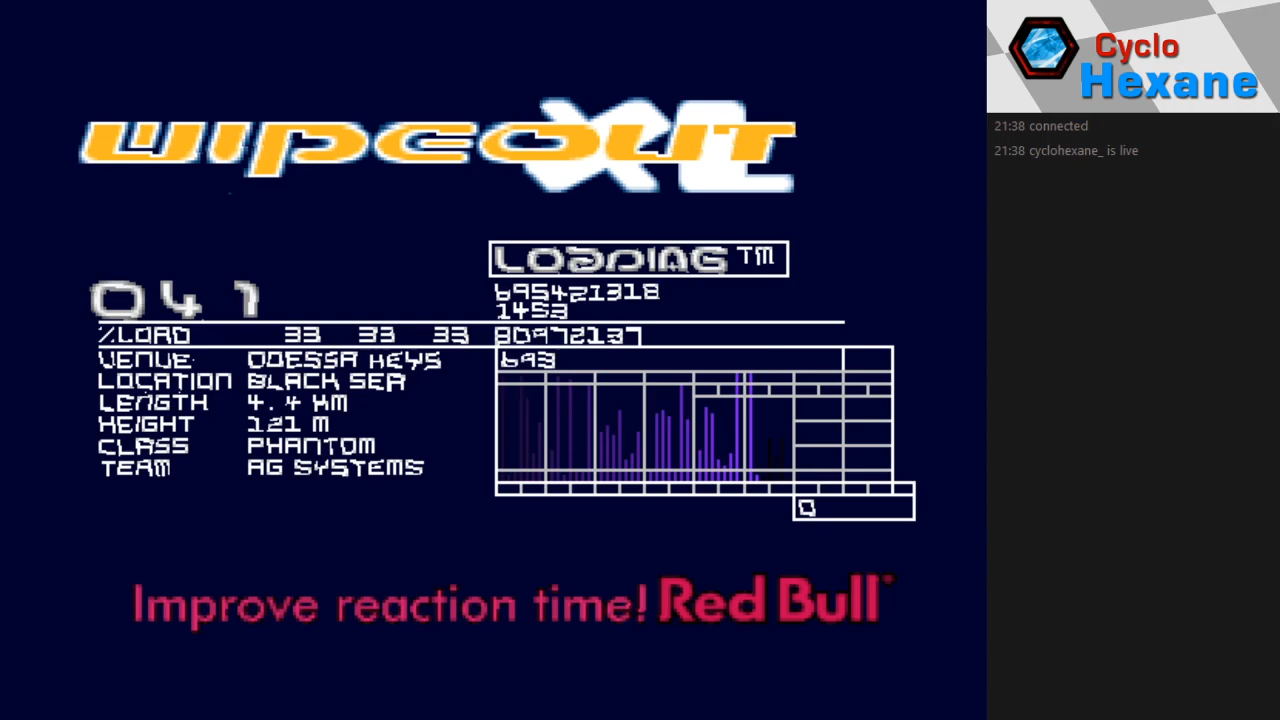 wipEout XL
LOADING™
041
695421318
1453
%LOAD 33 33 33 80972137
VENUE: ODESSA KEYS 693
LOCATION BLACK SEA
LENGTH 4.4 KM
HEIGHT 121 M
CLASS PHANTOM
TEAM AG SYSTEMS
0
Improve reaction time! Red Bull
Cyclo
Hexane
21:38 connected
21:38 cyclohexane_ is live